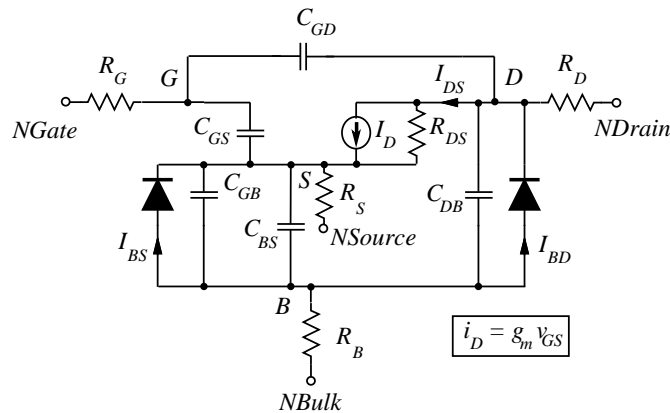 C_GD
R_G
G
I_DS
D
R_D
NGate
C_GS
I_D
R_DS
NDrain
C_GB
S
R_S
C_DB
I_BS
C_BS
NSource
I_BD
B
R_B
i_D = g_m v_GS
NBulk